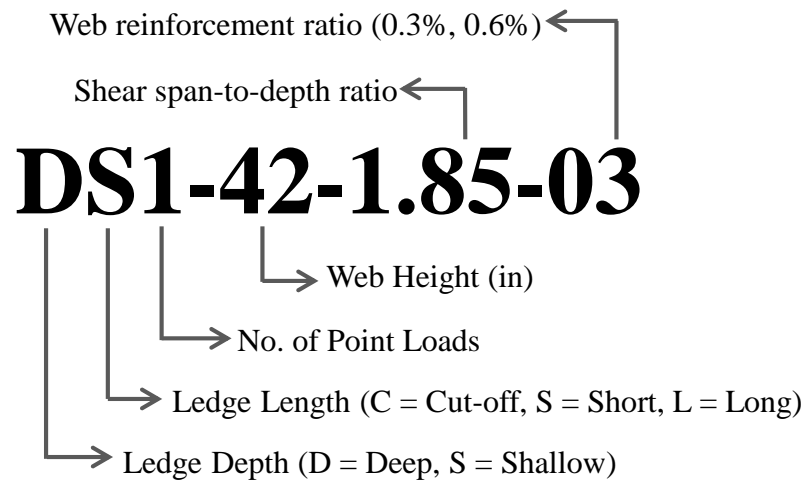 Web reinforcement ratio (0.3%, 0.6%)
Shear span-to-depth ratio
DS1-42-1.85-03
Web Height (in)
No. of Point Loads
Ledge Length (C = Cut-off, S = Short, L = Long)
Ledge Depth (D = Deep, S = Shallow)